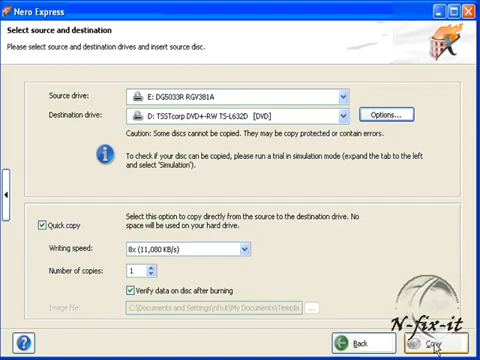 Nero Express
Select source and destination
Please select source and destination drives and insert source disc.
Source drive:
E: DG5033R RGV381A
Destination drive:
D: TSSTcorp DVD+-RW TS-L632D [DVD]
Options...
Caution: Some discs cannot be copied. They may be copy protected or contain errors.
To check if your disc can be copied, please run a trial in simulation mode (expand the tab to the left
and select 'Simulation').
Quick copy
Select this option to copy directly from the source to the destination drive. No
space will be used on your hard drive.
Writing speed:
8x (11,080 KB/s)
Number of copies:
1
Verify data on disc after burning
Image file:
C:\Documents and Settings\nfixit\My Documents\TempIm
...
N-fix-it
Back
Copy